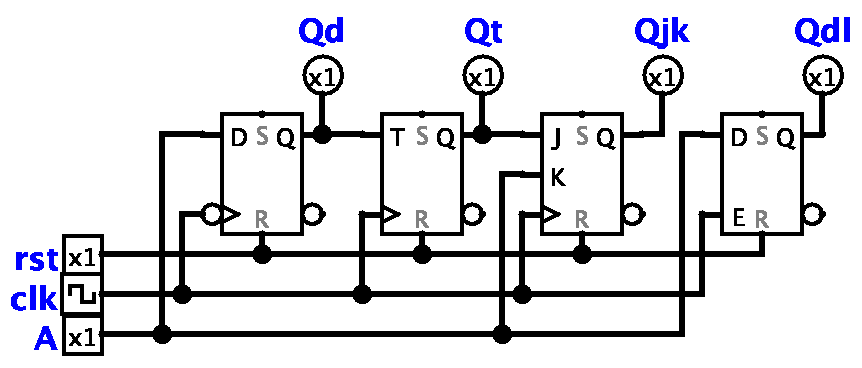 Qd Qt Qjk Qdl
x1 x1 x1 x1
D S Q T S Q J S Q D S Q
K
R R R E R
rst x1
clk
A x1